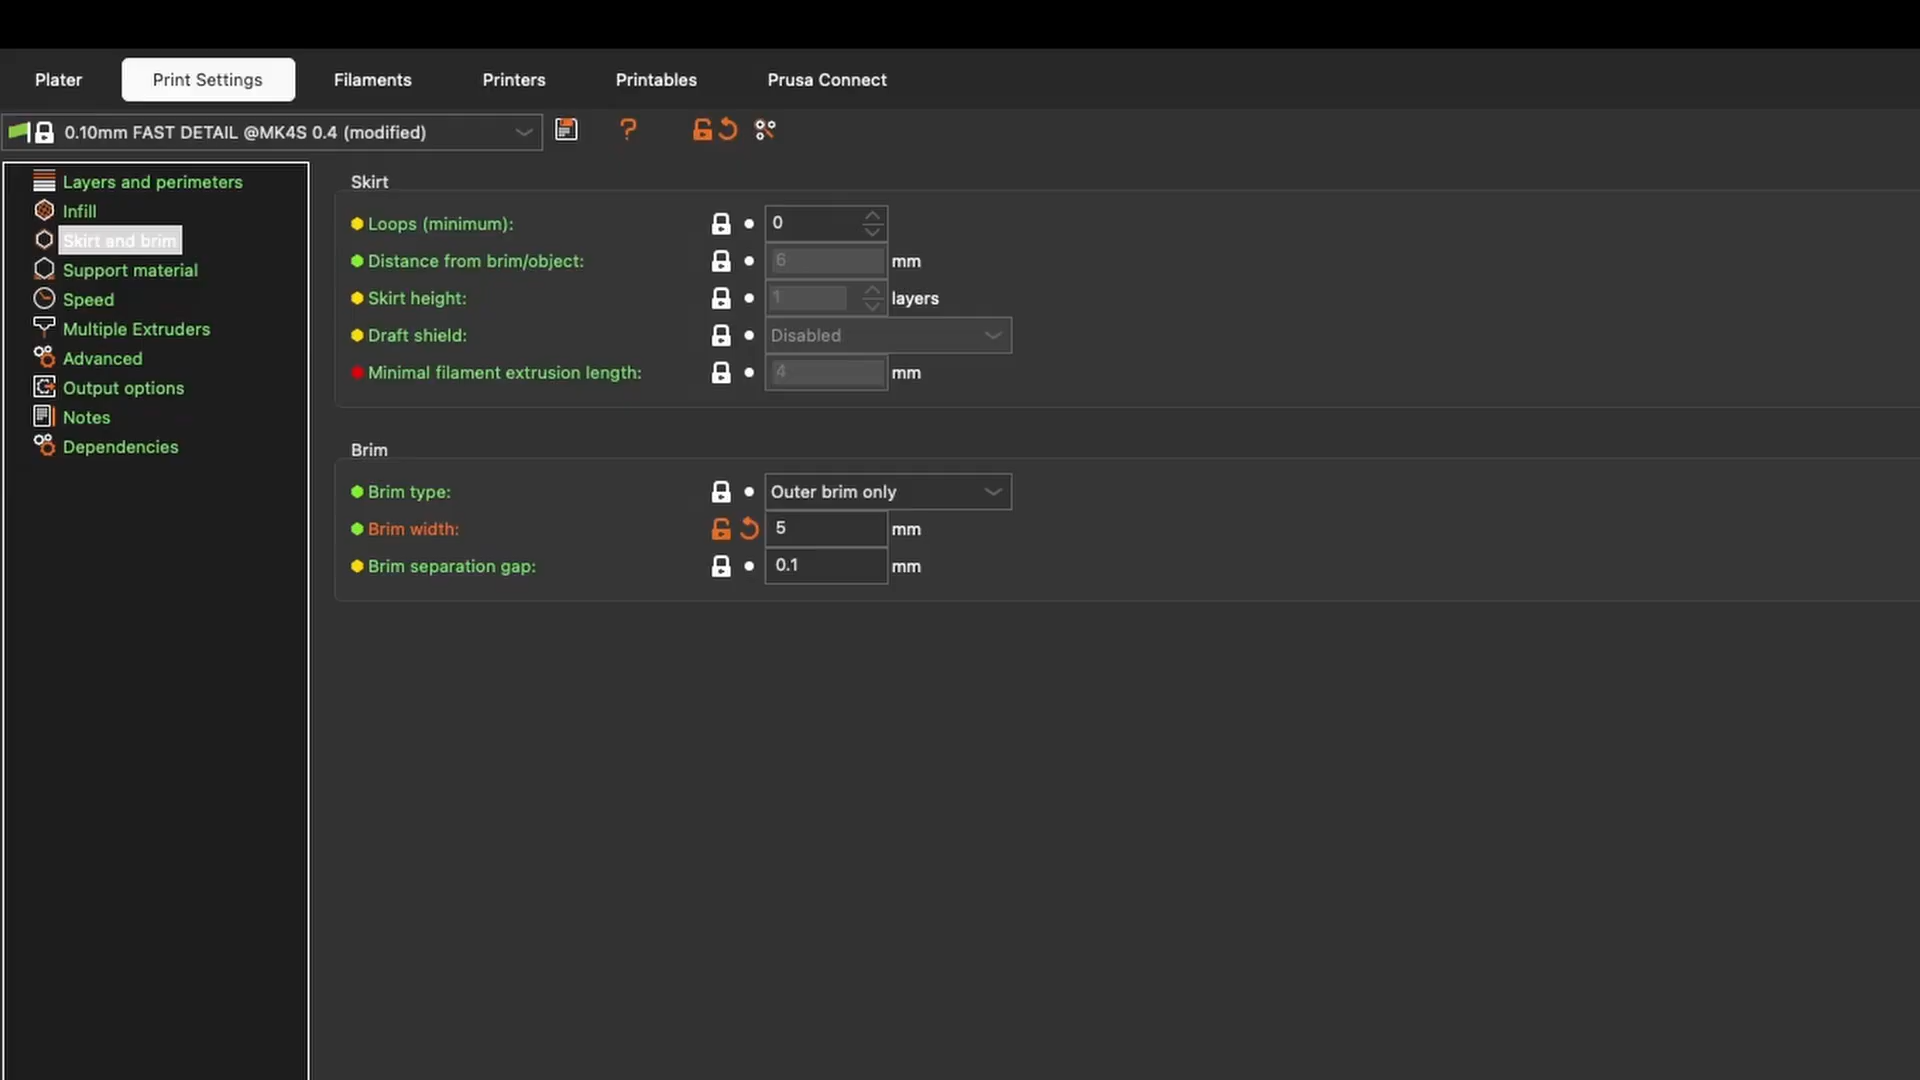 Plater Print Settings Filaments Printers Printables Prusa Connect
0.10mm FAST DETAIL @MK4S 0.4 (modified)
?
Layers and perimeters
Infill
Skirt and brim
Support material
Speed
Multiple Extruders
Advanced
Output options
Notes
Dependencies
Skirt
Loops (minimum): 0
Distance from brim/object: 6 mm
Skirt height: 1 layers
Draft shield: Disabled
Minimal filament extrusion length: 4 mm
Brim
Brim type: Outer brim only
Brim width: 5 mm
Brim separation gap: 0.1 mm